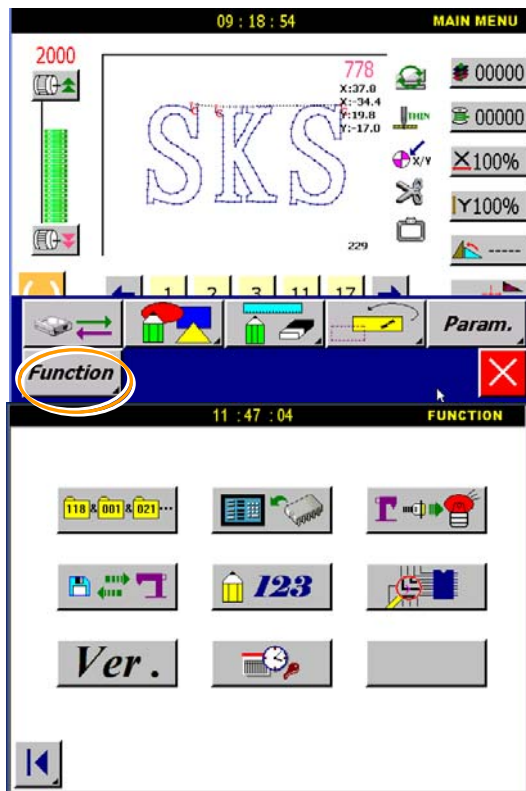 09 : 18 : 54 MAIN MENU
2000
778
X:37.8
X:-34.4
Y:19.8
Y:-17.0
SKS
229
THIN
X/Y
00000
00000
X100%
Y100%
-----
1 2 3 11 17
Param.
Function
11 : 47 : 04 FUNCTION
118 & 001 & 021 ...
123
Ver.